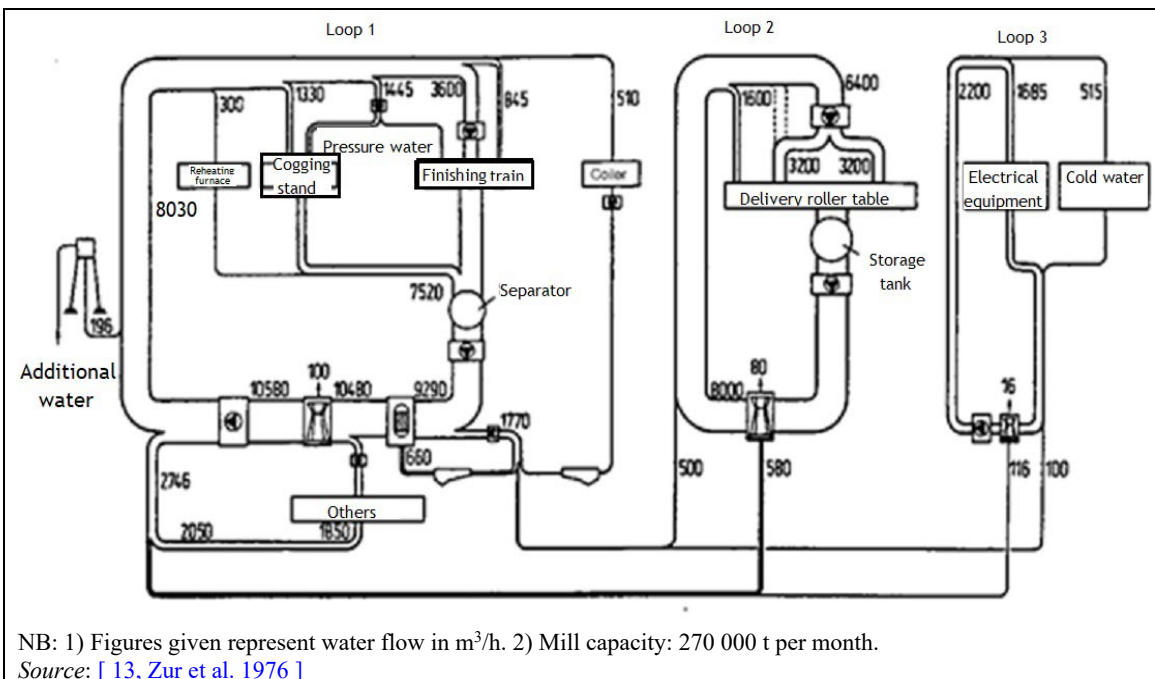 Loop 1
Loop 2
Loop 3
300
1330
1445
3600
845
510
1600
6400
2200
1685
515
Reheating
furnace
Cogging
stand
Pressure water
Finishing train
Coiler
3200
3200
Delivery roller table
Electrical
equipment
Cold water
8030
7520
Separator
Storage
tank
196
Additional
water
10580
100
10480
9290
1770
660
8000
80
16
2746
Others
2050
1850
500
580
116
100
NB: 1) Figures given represent water flow in m³/h. 2) Mill capacity: 270 000 t per month.
Source: [ 13, Zur et al. 1976 ]